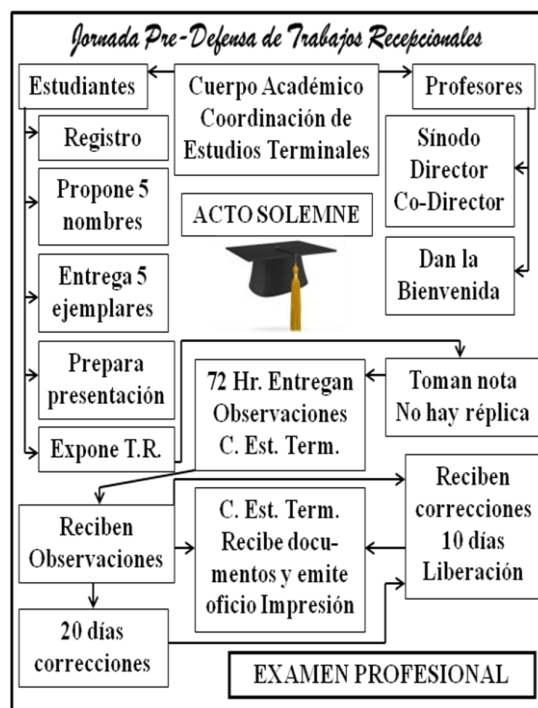 Jornada Pre-Defensa de Trabajos Recepcionales
Estudiantes
Cuerpo Académico
Coordinación de
Estudios Terminales
Profesores
Registro
Propone 5
nombres
Entrega 5
ejemplares
Prepara
presentación
Expone T.R.
ACTO SOLEMNE
Sínodo
Director
Co-Director
Dan la
Bienvenida
72 Hr. Entregan
Observaciones
C. Est. Term.
Toman nota
No hay réplica
Reciben
Observaciones
C. Est. Term.
Recibe docu-
mentos y emite
oficio Impresión
Reciben
correcciones
10 días
Liberación
20 días
correcciones
EXAMEN PROFESIONAL